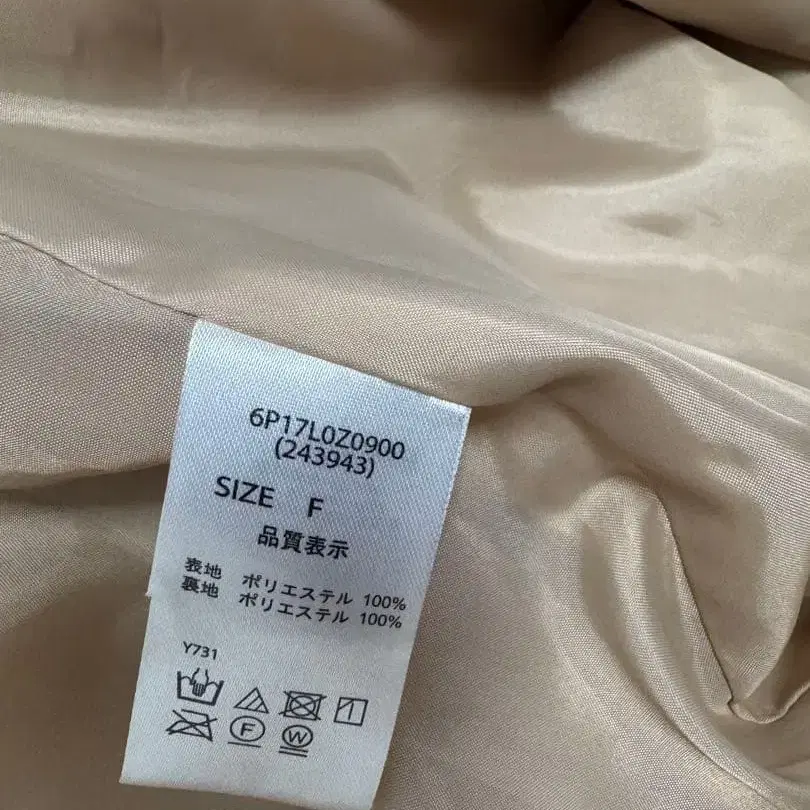 6P17L0Z0900
(243943)
SIZE F
品質表示
表地 ポリエステル 100%
裏地 ポリエステル 100%
Y731
F W